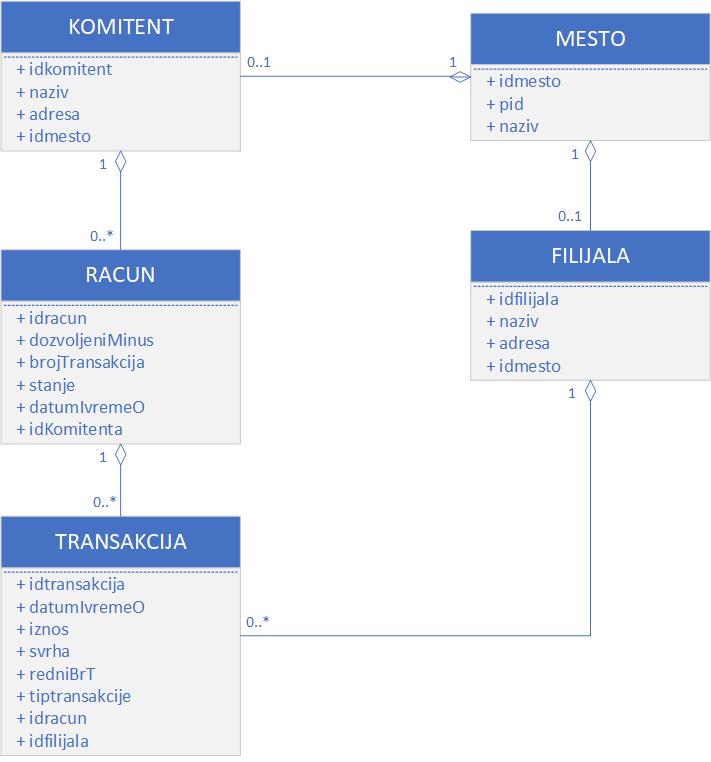 KOMITENT
+ idkomitent
+ naziv
+ adresa
+ idmesto
0..1
1
MESTO
+ idmesto
+ pid
+ naziv
1
0..*
1
0..1
RACUN
+ idracun
+ dozvoljeniMinus
+ brojTransakcija
+ stanje
+ datumIvremeO
+ idKomitenta
FILIJALA
+ idfilijala
+ naziv
+ adresa
+ idmesto
1
0..*
1
0..*
TRANSAKCIJA
+ idtransakcija
+ datumIvremeO
+ iznos
+ svrha
+ redniBrT
+ tiptransakcije
+ idracun
+ idfilijala